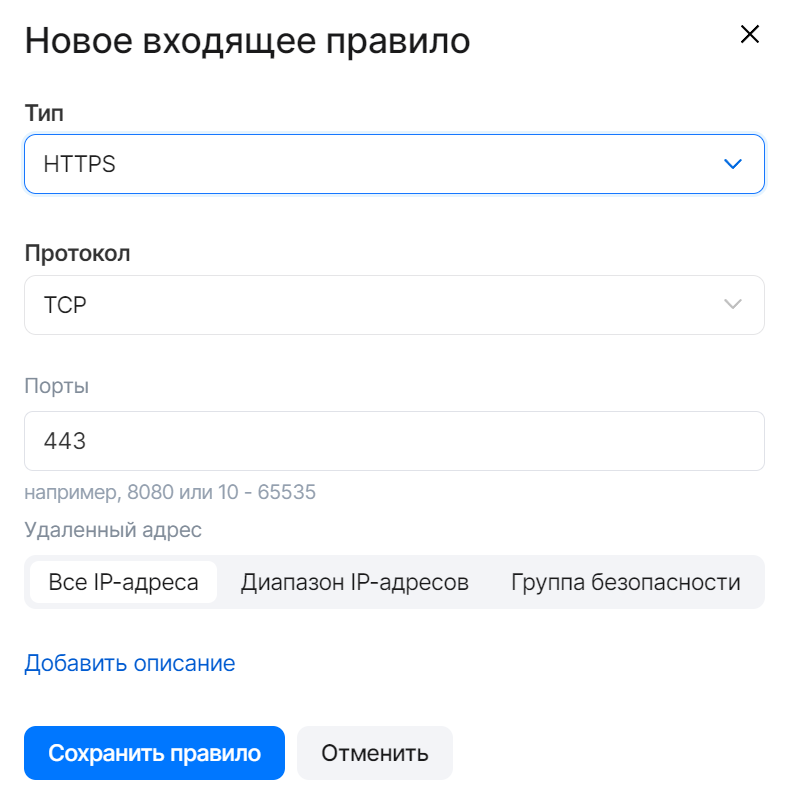 Новое входящее правило
Тип
HTTPS
Протокол
TCP
Порты
443
например, 8080 или 10 - 65535
Удаленный адрес
Все IP-адреса Диапазон IP-адресов Группа безопасности
Добавить описание
Сохранить правило Отменить